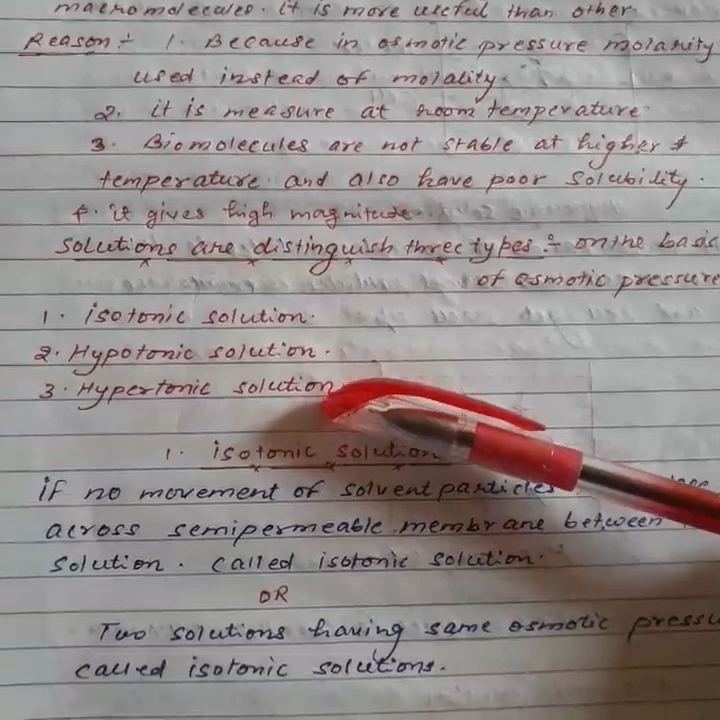 macromolecules. it is more useful than other
Reason :- 1. Because in osmotic pressure molarity
used instead of molality.
2. it is measure at room temperature
3. Biomolecules are not stable at higher t
temperature and also have poor solubility.
4. it gives high magnitude.
solutions are distinguish three types :- on the basis
of osmotic pressure
1. isotonic solution.
2. Hypotonic solution.
3. Hypertonic solution
1. isotonic solution
if no movement of solvent particles
across semipermeable membrane between
solution. called isotonic solution.
OR
Two solutions having same osmotic pressu
called isotonic solutions.